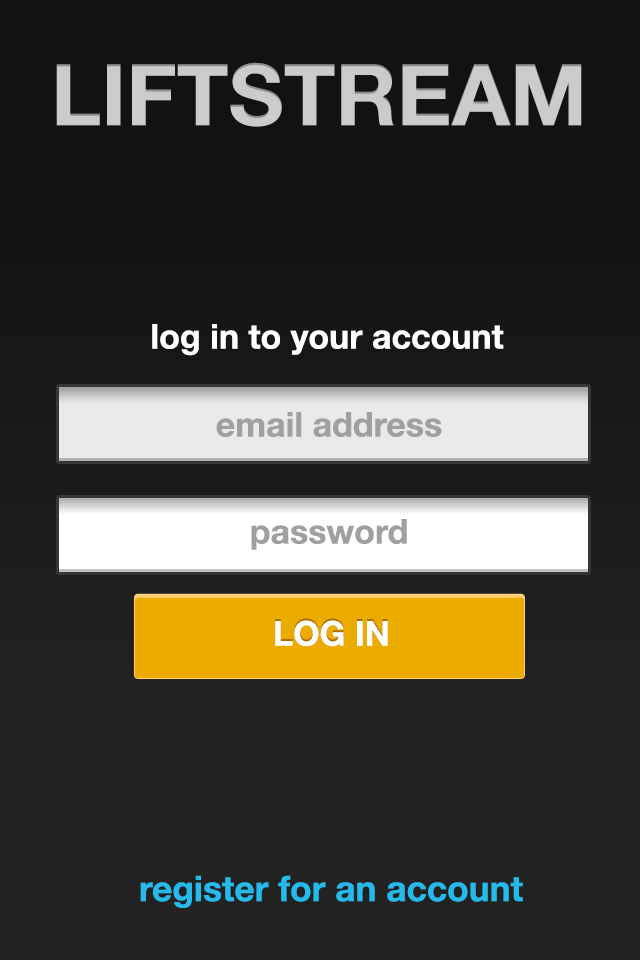 LIFTSTREAM
log in to your account
email address
password
LOG IN
register for an account